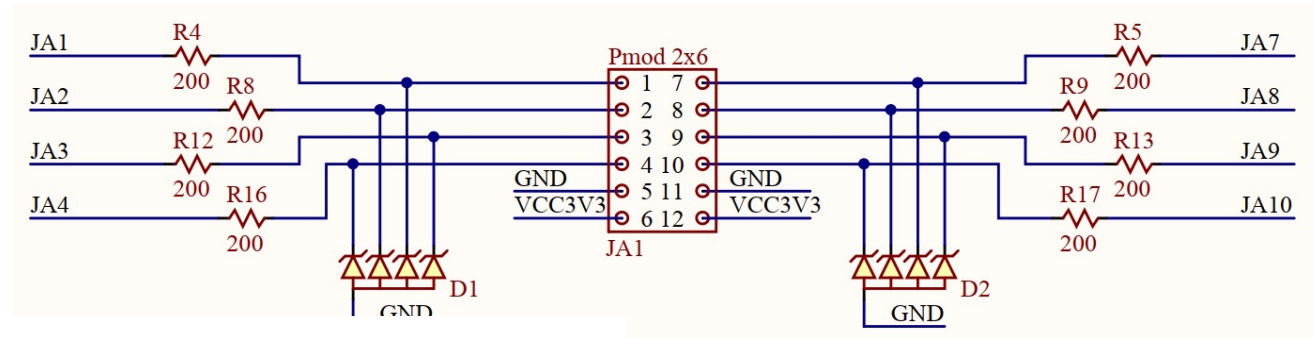 R4
R5
JA1
Pmod 2x6
JA7
200
1 7
200
R8
R9
JA2
2 8
JA8
200
3 9
200
R12
R13
JA3
4 10
JA9
200
GND
5 11
GND
200
R16
R17
JA4
VCC3V3
6 12
VCC3V3
JA10
200
JA1
200
D1
D2
GND
GND